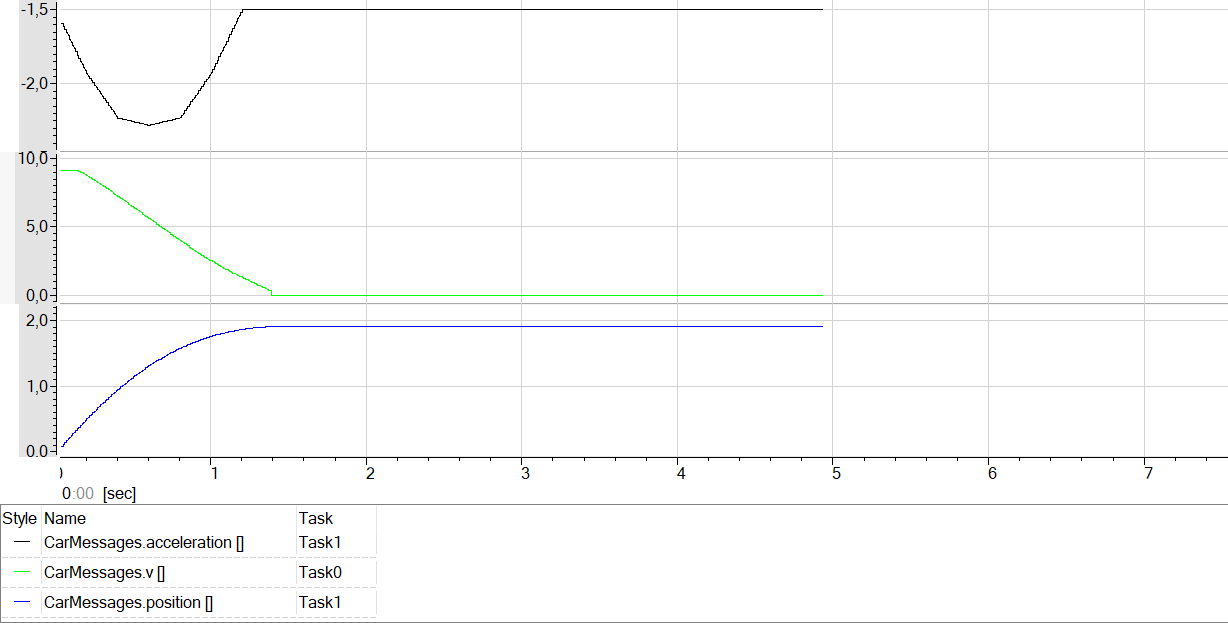 -1,5
-2,0
10,0
5,0
0,0
2,0
1,0
0.0
0 1 2 3 4 5 6 7
0:00 [sec]
Style Name Task
CarMessages.acceleration [] Task1
CarMessages.v [] Task0
CarMessages.position [] Task1